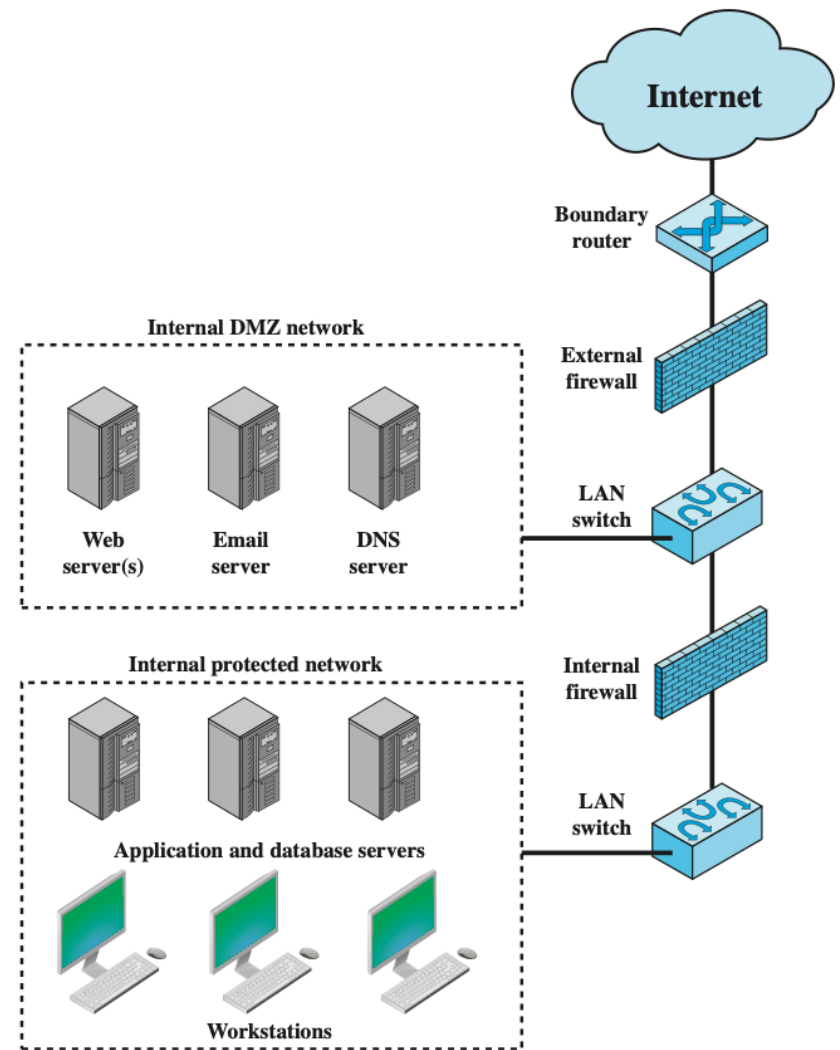 Internet
Boundary
router
Internal DMZ network
External
firewall
Web
server(s)
Email
server
DNS
server
LAN
switch
Internal protected network
Internal
firewall
Application and database servers
LAN
switch
Workstations